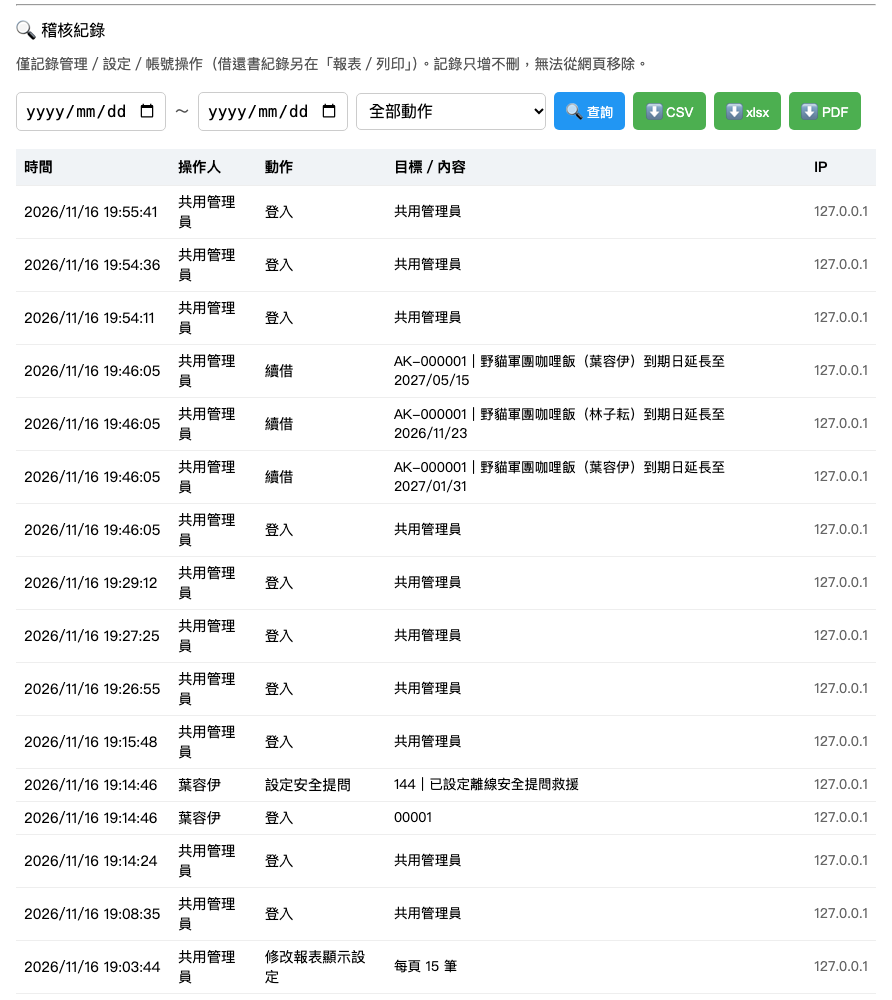 🔍 稽核紀錄
僅記錄管理 / 設定 / 帳號操作（借還書紀錄另在「報表 / 列印」）。記錄只增不刪，無法從網頁移除。
yyyy/mm/dd ～ yyyy/mm/dd 全部動作 🔍 查詢 ⬇️ CSV ⬇️ xlsx ⬇️ PDF
時間 操作人 動作 目標 / 內容 IP
2026/11/16 19:55:41 共用管理員 登入 共用管理員 127.0.0.1
2026/11/16 19:54:36 共用管理員 登入 共用管理員 127.0.0.1
2026/11/16 19:54:11 共用管理員 登入 共用管理員 127.0.0.1
2026/11/16 19:46:05 共用管理員 續借 AK-000001｜野貓軍團咖哩飯（葉容伊）到期日延長至 2027/05/15 127.0.0.1
2026/11/16 19:46:05 共用管理員 續借 AK-000001｜野貓軍團咖哩飯（林子耘）到期日延長至 2026/11/23 127.0.0.1
2026/11/16 19:46:05 共用管理員 續借 AK-000001｜野貓軍團咖哩飯（葉容伊）到期日延長至 2027/01/31 127.0.0.1
2026/11/16 19:46:05 共用管理員 登入 共用管理員 127.0.0.1
2026/11/16 19:29:12 共用管理員 登入 共用管理員 127.0.0.1
2026/11/16 19:27:25 共用管理員 登入 共用管理員 127.0.0.1
2026/11/16 19:26:55 共用管理員 登入 共用管理員 127.0.0.1
2026/11/16 19:15:48 共用管理員 登入 共用管理員 127.0.0.1
2026/11/16 19:14:46 葉容伊 設定安全提問 144｜已設定離線安全提問救援 127.0.0.1
2026/11/16 19:14:46 葉容伊 登入 00001 127.0.0.1
2026/11/16 19:14:24 共用管理員 登入 共用管理員 127.0.0.1
2026/11/16 19:08:35 共用管理員 登入 共用管理員 127.0.0.1
2026/11/16 19:03:44 共用管理員 修改報表顯示設定 每頁 15 筆 127.0.0.1